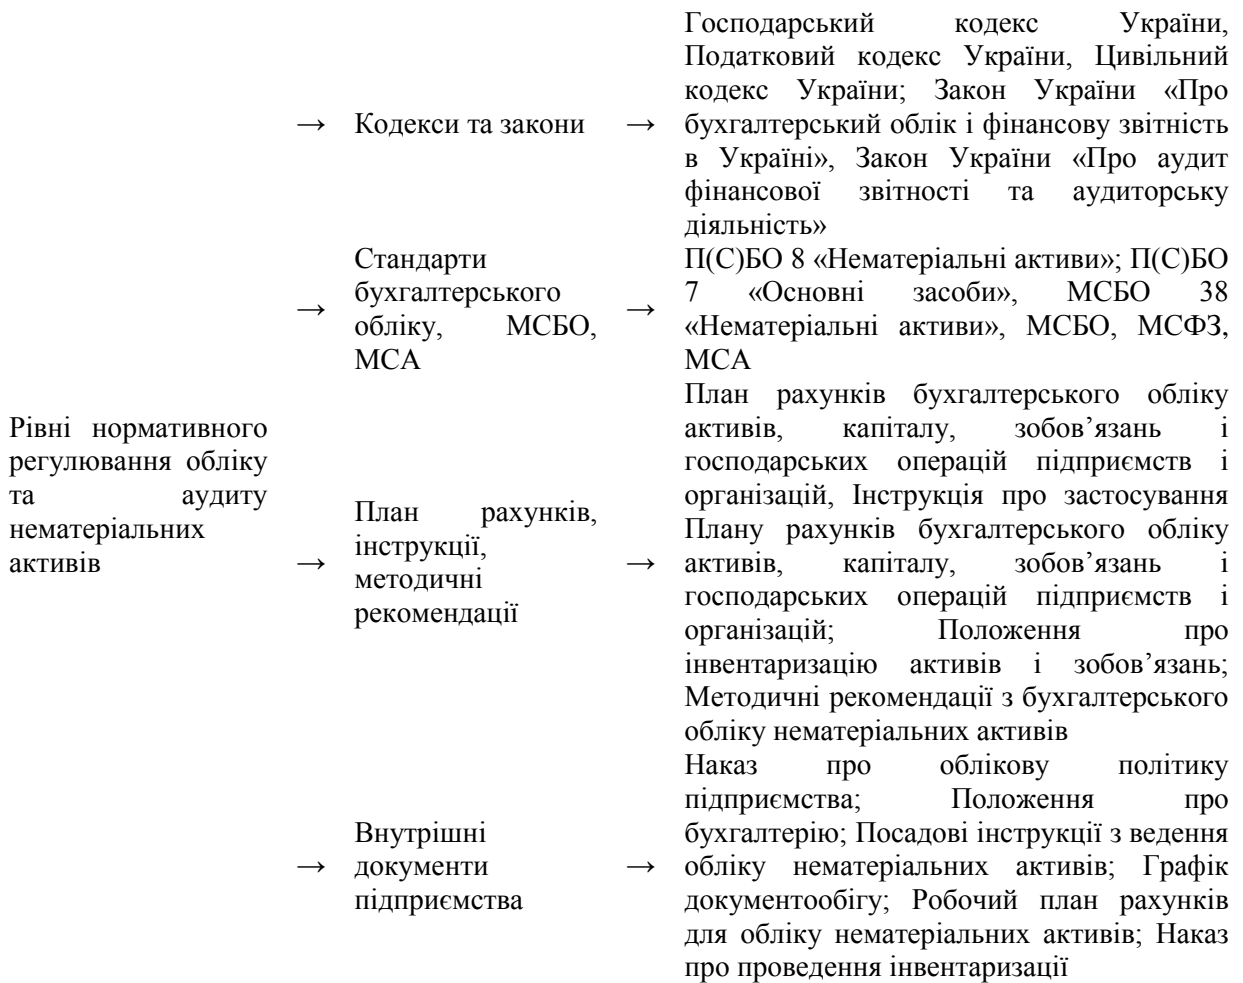 Рівні нормативного
регулювання обліку
та аудиту
нематеріальних
активів
→ Кодекси та закони →
Господарський кодекс України,
Податковий кодекс України, Цивільний
кодекс України; Закон України «Про
бухгалтерський облік і фінансову звітність
в Україні», Закон України «Про аудит
фінансової звітності та аудиторську
діяльність»
Стандарти
бухгалтерського
→ обліку, МСБО, →
МСА
П(С)БО 8 «Нематеріальні активи»; П(С)БО
7 «Основні засоби», МСБО 38
«Нематеріальні активи», МСБО, МСФЗ,
МСА
План рахунків,
інструкції,
→ методичні →
рекомендації
План рахунків бухгалтерського обліку
активів, капіталу, зобов’язань і
господарських операцій підприємств і
організацій, Інструкція про застосування
Плану рахунків бухгалтерського обліку
активів, капіталу, зобов’язань і
господарських операцій підприємств і
організацій; Положення про
інвентаризацію активів і зобов’язань;
Методичні рекомендації з бухгалтерського
обліку нематеріальних активів
Внутрішні
→ документи →
підприємства
Наказ про облікову політику
підприємства; Положення про
бухгалтерію; Посадові інструкції з ведення
обліку нематеріальних активів; Графік
документообігу; Робочий план рахунків
для обліку нематеріальних активів; Наказ
про проведення інвентаризації